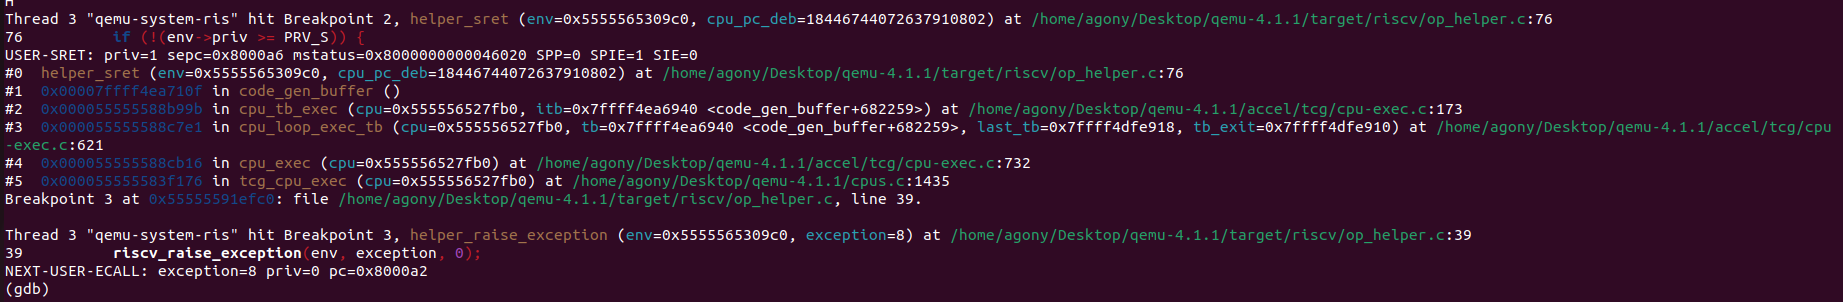 Thread 3 "qemu-system-ris" hit Breakpoint 2, helper_sret (env=0x5555565309c0, cpu_pc_deb=18446744072637910802) at /home/agony/Desktop/qemu-4.1.1/target/riscv/op_helper.c:76
76          if (!(env->priv >= PRV_S)) {
USER-SRET: priv=1 sepc=0x8000a6 mstatus=0x8000000000046020 SPP=0 SPIE=1 SIE=0
#0  helper_sret (env=0x5555565309c0, cpu_pc_deb=18446744072637910802) at /home/agony/Desktop/qemu-4.1.1/target/riscv/op_helper.c:76
#1  0x00007ffff4ea710f in code_gen_buffer ()
#2  0x000055555588b99b in cpu_tb_exec (cpu=0x555556527fb0, itb=0x7ffff4ea6940 <code_gen_buffer+682259>) at /home/agony/Desktop/qemu-4.1.1/accel/tcg/cpu-exec.c:173
#3  0x000055555588c7e1 in cpu_loop_exec_tb (cpu=0x555556527fb0, tb=0x7ffff4ea6940 <code_gen_buffer+682259>, last_tb=0x7ffff4dfe918, tb_exit=0x7ffff4dfe910) at /home/agony/Desktop/qemu-4.1.1/accel/tcg/cpu
-exec.c:621
#4  0x000055555588cb16 in cpu_exec (cpu=0x555556527fb0) at /home/agony/Desktop/qemu-4.1.1/accel/tcg/cpu-exec.c:732
#5  0x000055555583f176 in tcg_cpu_exec (cpu=0x555556527fb0) at /home/agony/Desktop/qemu-4.1.1/cpus.c:1435
Breakpoint 3 at 0x55555591efc0: file /home/agony/Desktop/qemu-4.1.1/target/riscv/op_helper.c, line 39.

Thread 3 "qemu-system-ris" hit Breakpoint 3, helper_raise_exception (env=0x5555565309c0, exception=8) at /home/agony/Desktop/qemu-4.1.1/target/riscv/op_helper.c:39
39          riscv_raise_exception(env, exception, 0);
NEXT-USER-ECALL: exception=8 priv=0 pc=0x8000a2
(gdb)